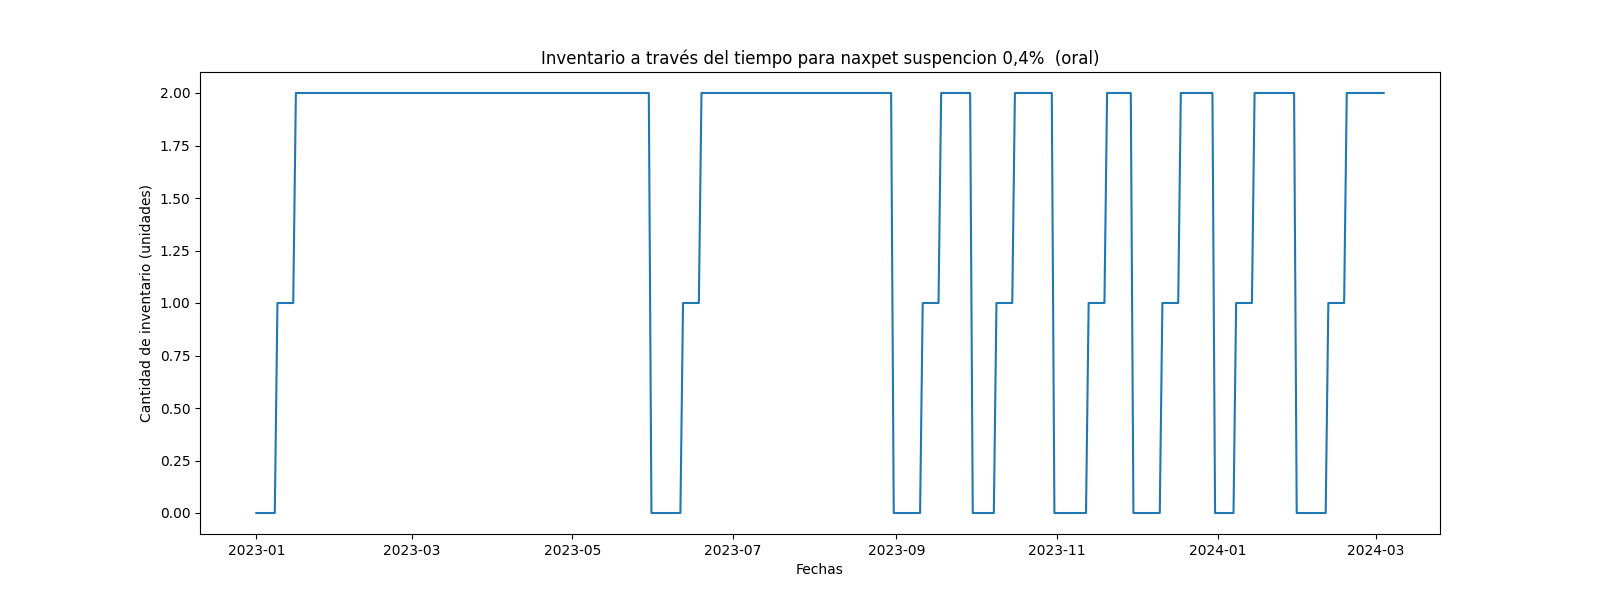 Inventario a través del tiempo para naxpet suspencion 0,4%  (oral)
Cantidad de inventario (unidades)
2.00
1.75
1.50
1.25
1.00
0.75
0.50
0.25
0.00
2023-01 2023-03 2023-05 2023-07 2023-09 2023-11 2024-01 2024-03
Fechas